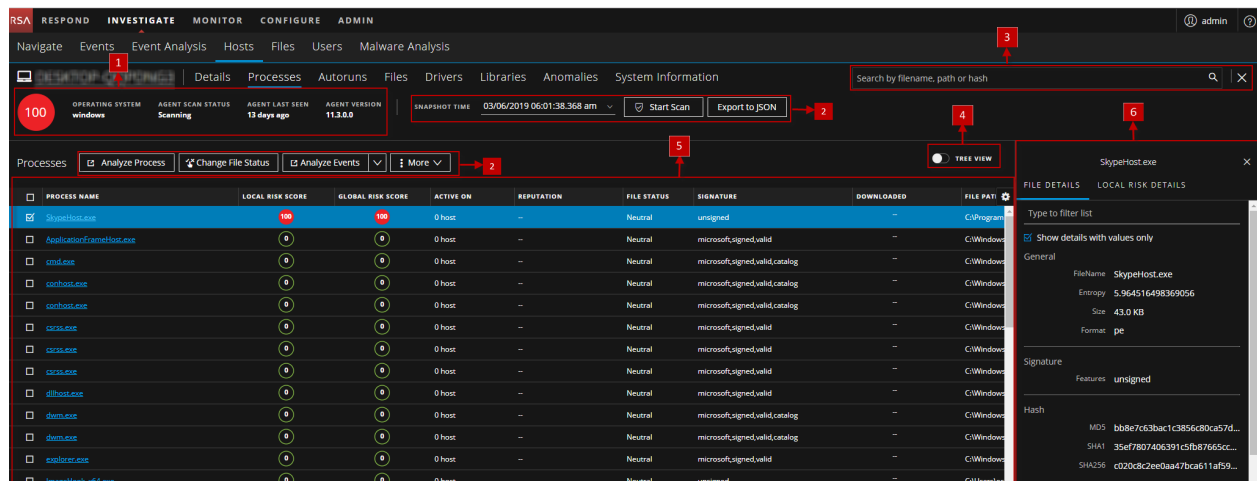 RSA RESPOND INVESTIGATE MONITOR CONFIGURE ADMIN admin
Navigate Events Event Analysis Hosts Files Users Malware Analysis
1
3
Details Processes Autoruns Files Drivers Libraries Anomalies System Information
Search by filename, path or hash
100
OPERATING SYSTEM AGENT SCAN STATUS AGENT LAST SEEN AGENT VERSION
windows Scanning 13 days ago 11.3.0.0
SNAPSHOT TIME 03/06/2019 06:01:38.368 am Start Scan Export to JSON
2
4
6
5
Processes Analyze Process Change File Status Analyze Events More
2
TREE VIEW
PROCESS NAME LOCAL RISK SCORE GLOBAL RISK SCORE ACTIVE ON REPUTATION FILE STATUS SIGNATURE DOWNLOADED FILE PAT
SkypeHost.exe 100 100 0 host -- Neutral unsigned -- C:\Program
ApplicationFrameHost.exe 0 0 0 host -- Neutral microsoft,signed,valid -- C:\Windows
cmd.exe 0 0 0 host -- Neutral microsoft,signed,valid,catalog -- C:\Windows
conhost.exe 0 0 0 host -- Neutral microsoft,signed,valid,catalog -- C:\Windows
conhost.exe 0 0 0 host -- Neutral microsoft,signed,valid,catalog -- C:\Windows
csrss.exe 0 0 0 host -- Neutral microsoft,signed,valid -- C:\Windows
csrss.exe 0 0 0 host -- Neutral microsoft,signed,valid -- C:\Windows
csrss.exe 0 0 0 host -- Neutral microsoft,signed,valid -- C:\Windows
dllhost.exe 0 0 0 host -- Neutral microsoft,signed,valid -- C:\Windows
dwm.exe 0 0 0 host -- Neutral microsoft,signed,valid,catalog -- C:\Windows
dwm.exe 0 0 0 host -- Neutral microsoft,signed,valid,catalog -- C:\Windows
explorer.exe 0 0 0 host -- Neutral microsoft,signed,valid,catalog -- C:\Windows
SkypeHost.exe
FILE DETAILS LOCAL RISK DETAILS
Type to filter list
Show details with values only
General
FileName SkypeHost.exe
Entropy 5.964516498369056
Size 43.0 KB
Format pe
Signature
Features unsigned
Hash
MD5 bb8e7c63bac1c3856c80ca57d...
SHA1 35ef7807406391c5fb87665cc...
SHA256 c020c8c2ee0aa47bca611af59...